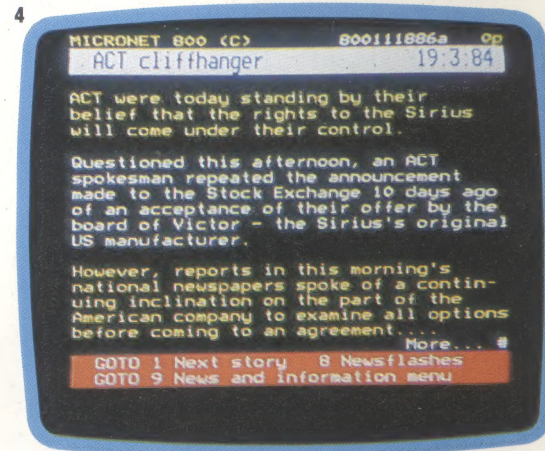 4
MICRONET 800 (C) 800111886a 0p
ACT cliffhanger 19:3:84
ACT were today standing by their
belief that the rights to the Sirius
will come under their control.
Questioned this afternoon, an ACT
spokesman repeated the announcement
made to the Stock Exchange 10 days ago
of an acceptance of their offer by the
board of Victor - the Sirius's original
US manufacturer.
However, reports in this morning's
national newspapers spoke of a contin-
uing inclination on the part of the
American company to examine all options
before coming to an agreement....
More... #
GOTO 1 Next story 8 Newsflashes
GOTO 9 News and information menu